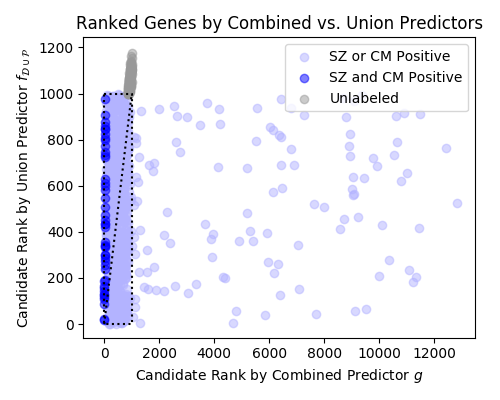 Ranked Genes by Combined vs. Union Predictors
SZ or CM Positive
SZ and CM Positive
Unlabeled
Candidate Rank by Union Predictor f_{D∪P}
1200
1000
800
600
400
200
0
0 2000 4000 6000 8000 10000 12000
Candidate Rank by Combined Predictor g